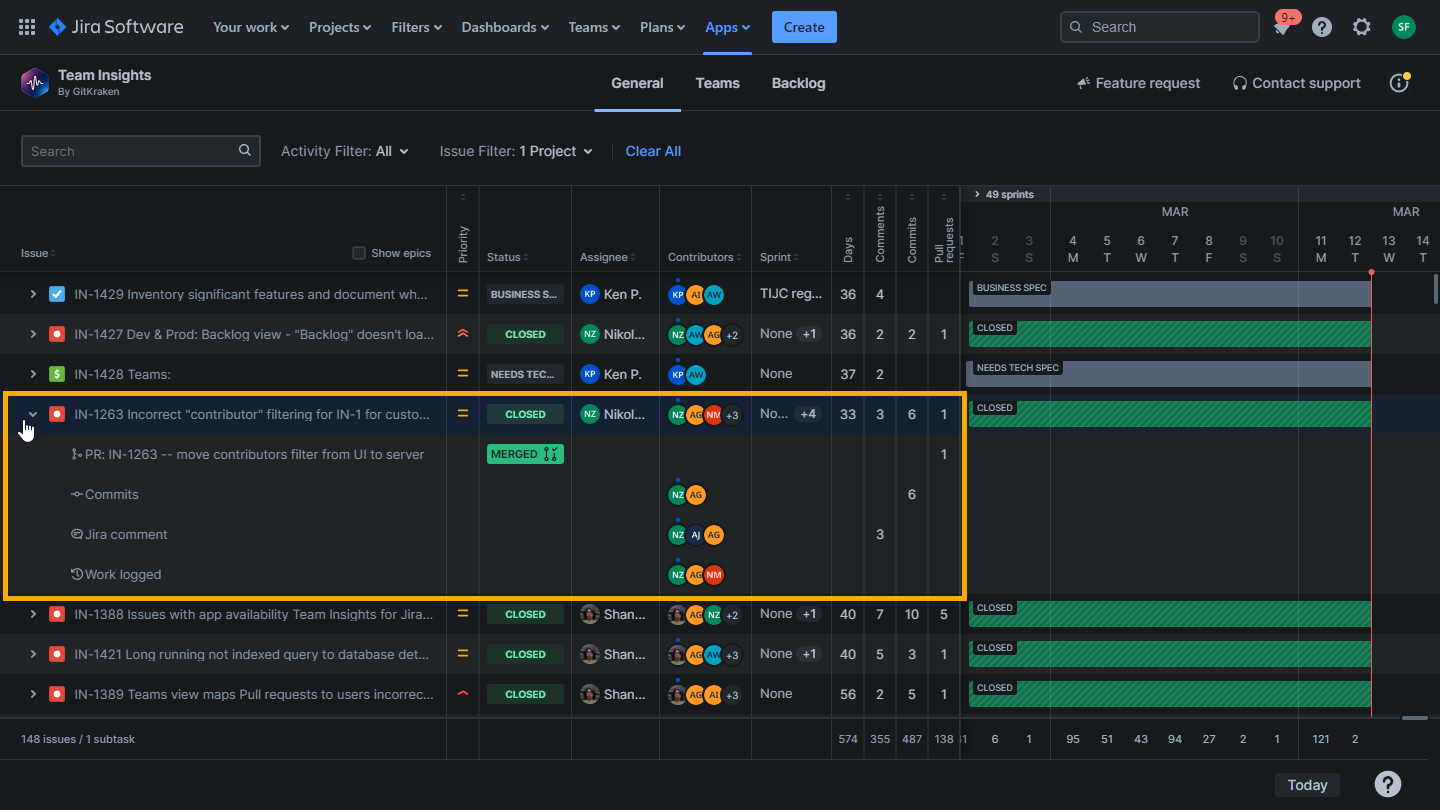 Jira Software Your work Projects Filters Dashboards Teams Plans Apps Create Search 9+ ? SF
Team Insights
By GitKraken
General Teams Backlog Feature request Contact support
Search Activity Filter: All Issue Filter: 1 Project Clear All
49 sprints
MAR MAR
Issue Show epics Priority Status Assignee Contributors Sprint Days Comments Commits Pull requests
1 2 3 4 5 6 7 8 9 10 11 12 13 14
F S S M T W T F S S M T W T
IN-1429 Inventory significant features and document wh... BUSINESS S... KP Ken P. KP AI AW TIJC reg... 36 4 BUSINESS SPEC
IN-1427 Dev & Prod: Backlog view - "Backlog" doesn't loa... CLOSED NZ Nikol... NZ AW AG +2 None +1 36 2 2 1 CLOSED
IN-1428 Teams: NEEDS TEC... KP Ken P. KP AW None 37 2 NEEDS TECH SPEC
IN-1263 Incorrect "contributor" filtering for IN-1 for custo... CLOSED NZ Nikol... NZ AG NM +3 No... +4 33 3 6 1 CLOSED
PR: IN-1263 -- move contributors filter from UI to server MERGED 1
Commits NZ AG 6
Jira comment NZ AJ AG 3
Work logged NZ AG NM
IN-1388 Issues with app availability Team Insights for Jira... CLOSED Shan... AG NZ +2 None +1 40 7 10 5 CLOSED
IN-1421 Long running not indexed query to database det... CLOSED Shan... AG AW +3 None +1 40 5 3 1 CLOSED
IN-1389 Teams view maps Pull requests to users incorrec... CLOSED Shan... AG AI +3 None 56 2 5 1 CLOSED
148 issues / 1 subtask 574 355 487 138 31 6 1 95 51 43 94 27 2 1 121 2
Today ?